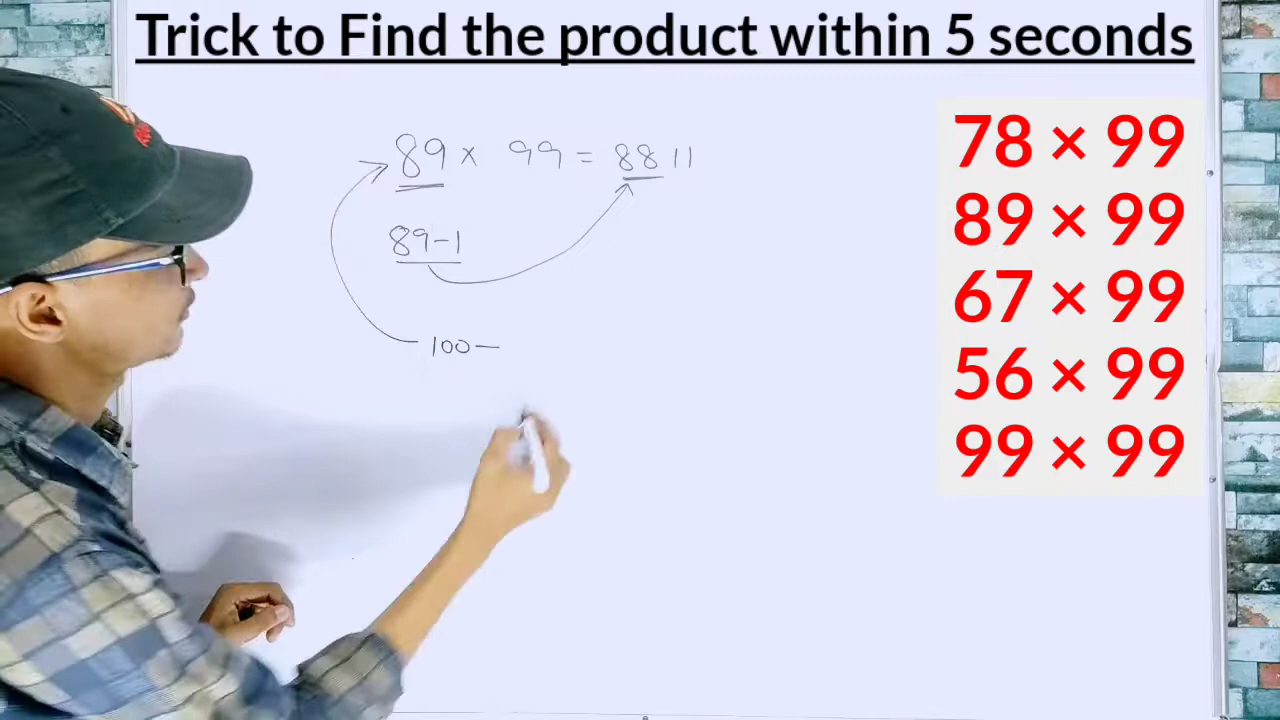 Trick to Find the product within 5 seconds
89 × 99 = 8811
89-1
100-
78 × 99
89 × 99
67 × 99
56 × 99
99 × 99